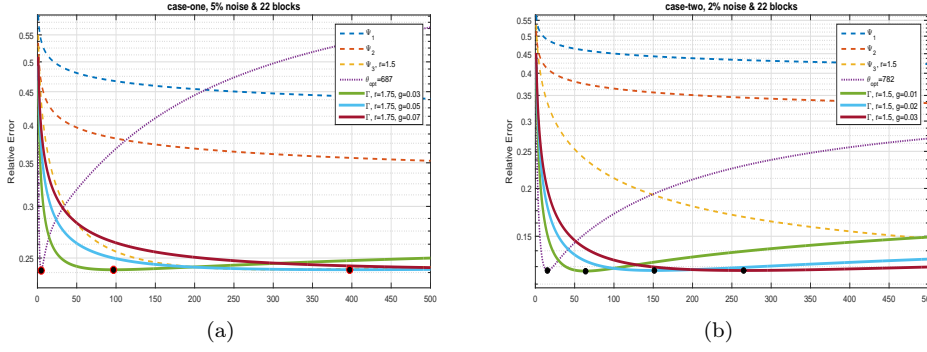 case-one, 5% noise & 22 blocks
Relative Error
0.55
0.5
0.45
0.4
0.35
0.3
0.25
0 50 100 150 200 250 300 350 400 450 500
Ψ1
Ψ2
Ψ3, r=1.5
θopt=687
Γ, r=1.75, g=0.03
Γ, r=1.75, g=0.05
Γ, r=1.75, g=0.07
(a)
case-two, 2% noise & 22 blocks
Relative Error
0.55
0.5
0.45
0.4
0.35
0.3
0.25
0.2
0.15
0 50 100 150 200 250 300 350 400 450 500
Ψ1
Ψ2
Ψ3, r=1.5
θopt=782
Γ, r=1.5, g=0.01
Γ, r=1.5, g=0.02
Γ, r=1.5, g=0.03
(b)